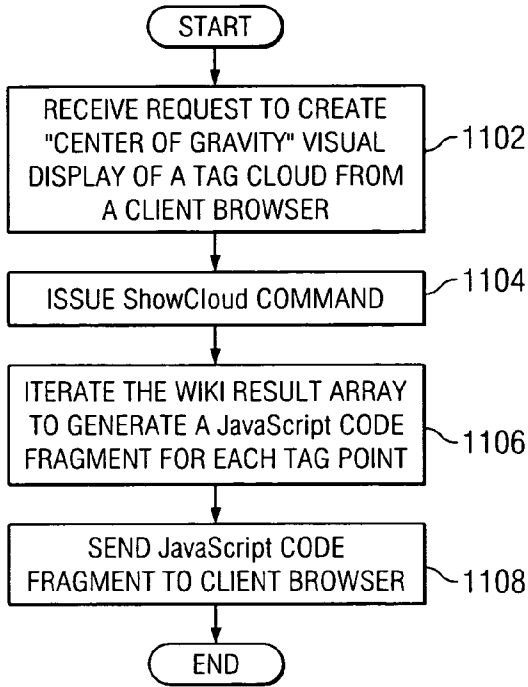 START
RECEIVE REQUEST TO CREATE
"CENTER OF GRAVITY" VISUAL
DISPLAY OF A TAG CLOUD FROM
A CLIENT BROWSER
1102
ISSUE ShowCloud COMMAND
1104
ITERATE THE WIKI RESULT ARRAY
TO GENERATE A JavaScript CODE
FRAGMENT FOR EACH TAG POINT
1106
SEND JavaScript CODE
FRAGMENT TO CLIENT BROWSER
1108
END